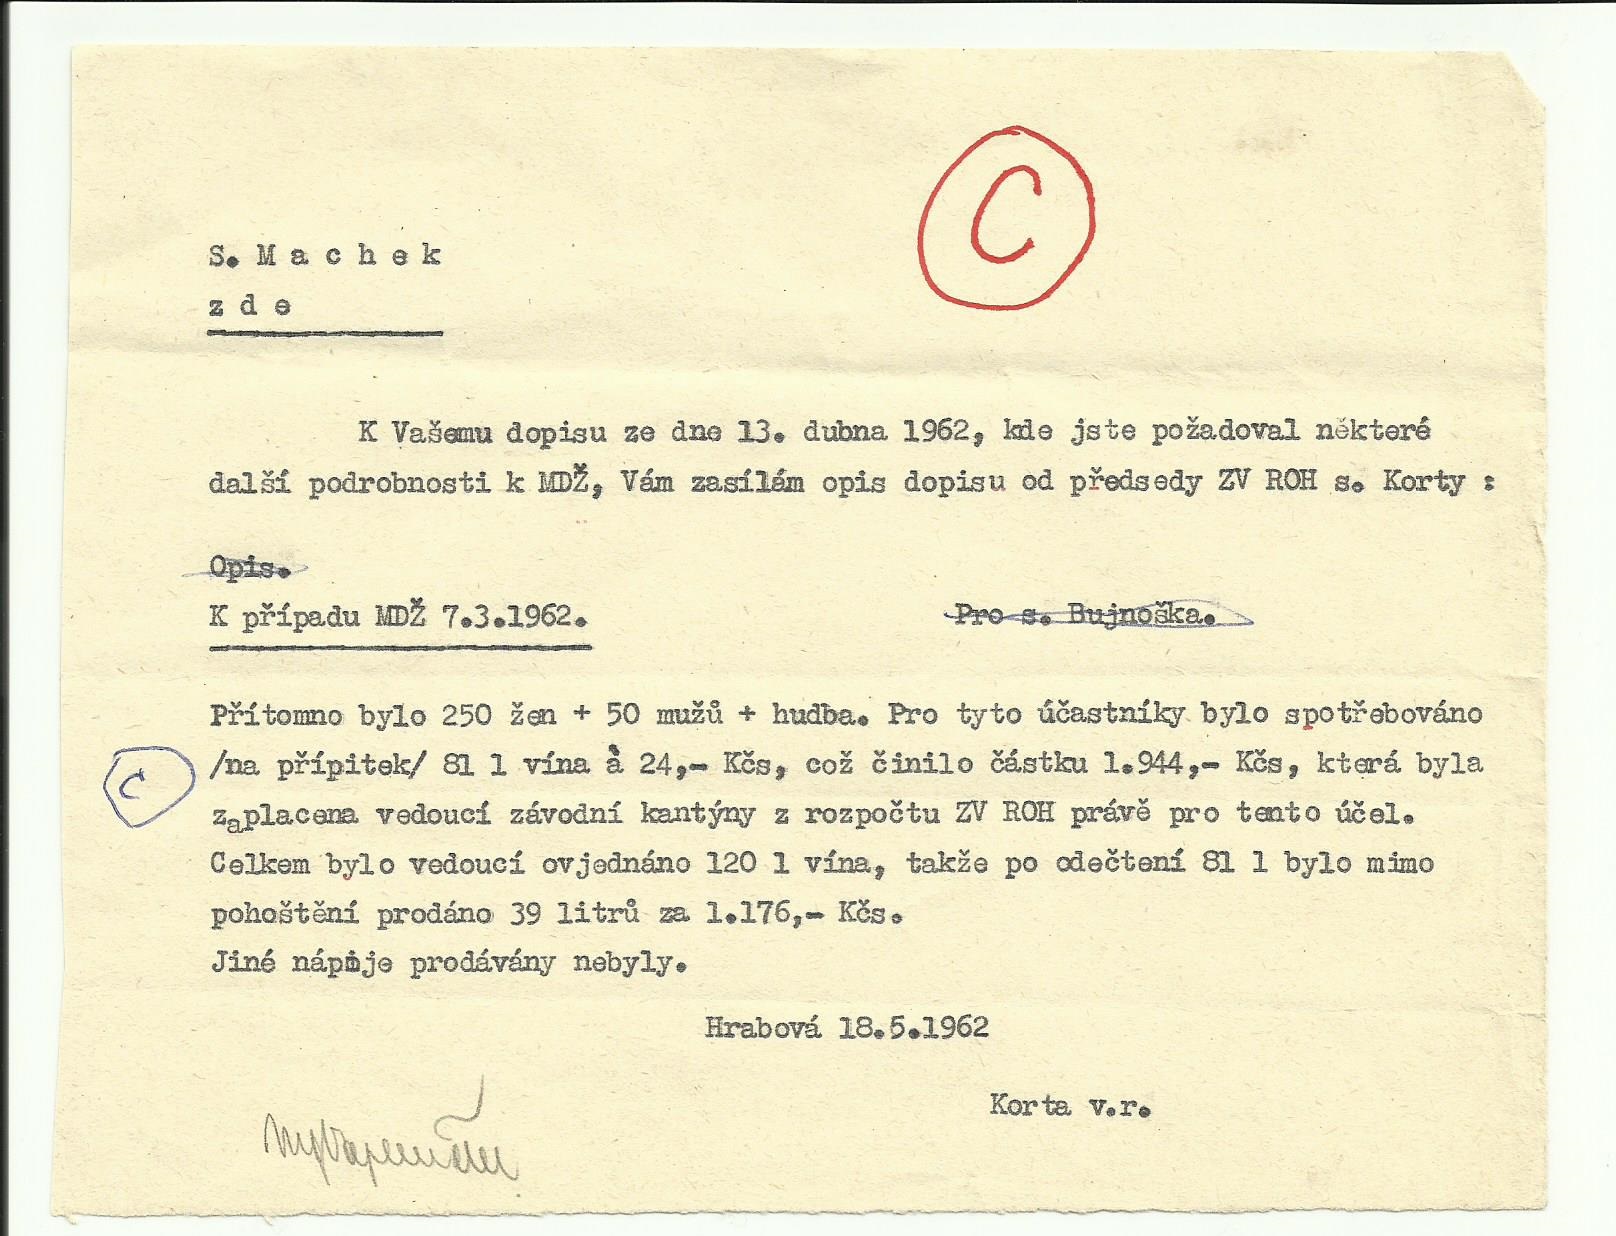 C
S. M a c h e k
z d e
K Vašemu dopisu ze dne 13. dubna 1962, kde jste požadoval některé
další podrobnosti k MDŽ, Vám zasílám opis dopisu od předsedy ZV ROH s. Korty :
Opis.
K případu MDŽ 7.3.1962. Pro s. Bujnoška.
Přítomno bylo 250 žen + 50 mužů + hudba. Pro tyto účastníky bylo spotřebováno
C /na přípitek/ 81 l vína à 24,- Kčs, což činilo částku 1.944,- Kčs, která byla
zaplacena vedoucí závodní kantýny z rozpočtu ZV ROH právě pro tento účel.
Celkem bylo vedoucí ovjednáno 120 l vína, takže po odečtení 81 l bylo mimo
pohoštění prodáno 39 litrů za 1.176,- Kčs.
Jiné nápoje prodávány nebyly.
Hrabová 18.5.1962
Korta v.r.